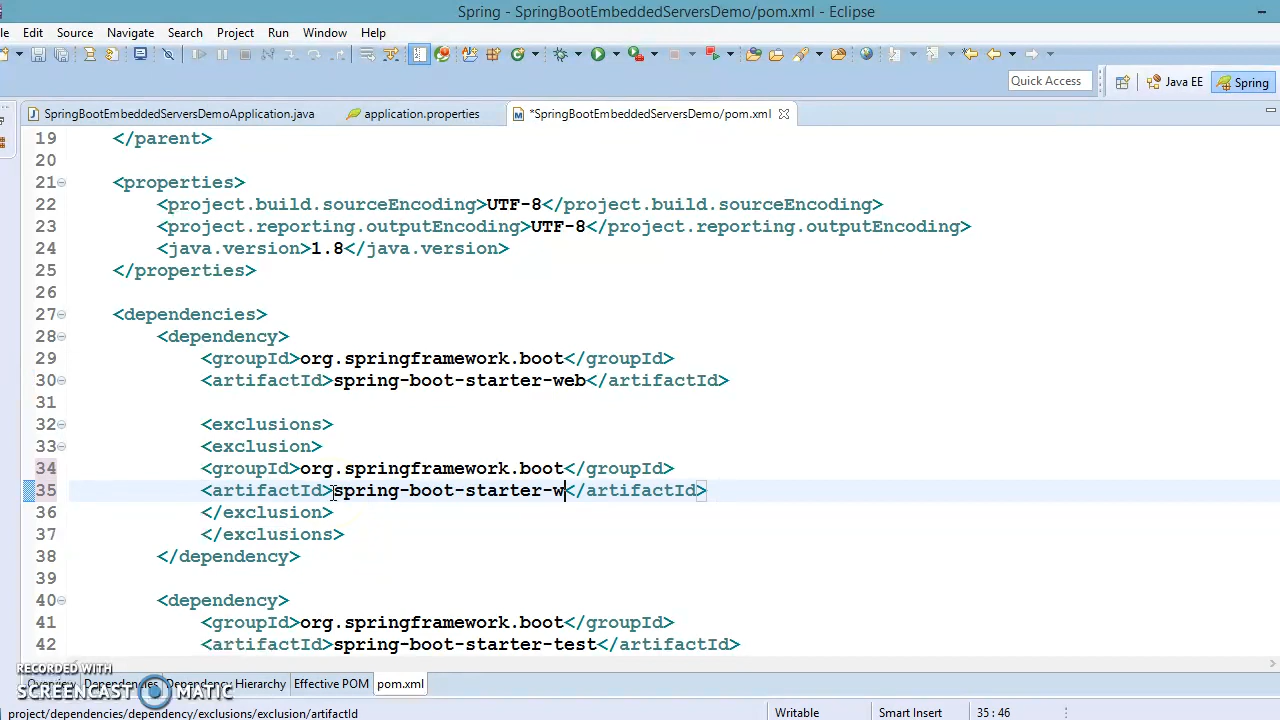 Spring - SpringBootEmbeddedServersDemo/pom.xml - Eclipse
le Edit Source Navigate Search Project Run Window Help
Quick Access Java EE Spring
SpringBootEmbeddedServersDemoApplication.java application.properties *SpringBootEmbeddedServersDemo/pom.xml
19 </parent>
20
21 <properties>
22 <project.build.sourceEncoding>UTF-8</project.build.sourceEncoding>
23 <project.reporting.outputEncoding>UTF-8</project.reporting.outputEncoding>
24 <java.version>1.8</java.version>
25 </properties>
26
27 <dependencies>
28 <dependency>
29 <groupId>org.springframework.boot</groupId>
30 <artifactId>spring-boot-starter-web</artifactId>
31
32 <exclusions>
33 <exclusion>
34 <groupId>org.springframework.boot</groupId>
35 <artifactId>spring-boot-starter-w</artifactId>
36 </exclusion>
37 </exclusions>
38 </dependency>
39
40 <dependency>
41 <groupId>org.springframework.boot</groupId>
42 <artifactId>spring-boot-starter-test</artifactId>
RECORDED WITH
Overview Dependencies Dependency Hierarchy Effective POM pom.xml
SCREENCAST MATIC
project/dependencies/dependency/exclusions/exclusion/artifactId Writable Smart Insert 35 : 46